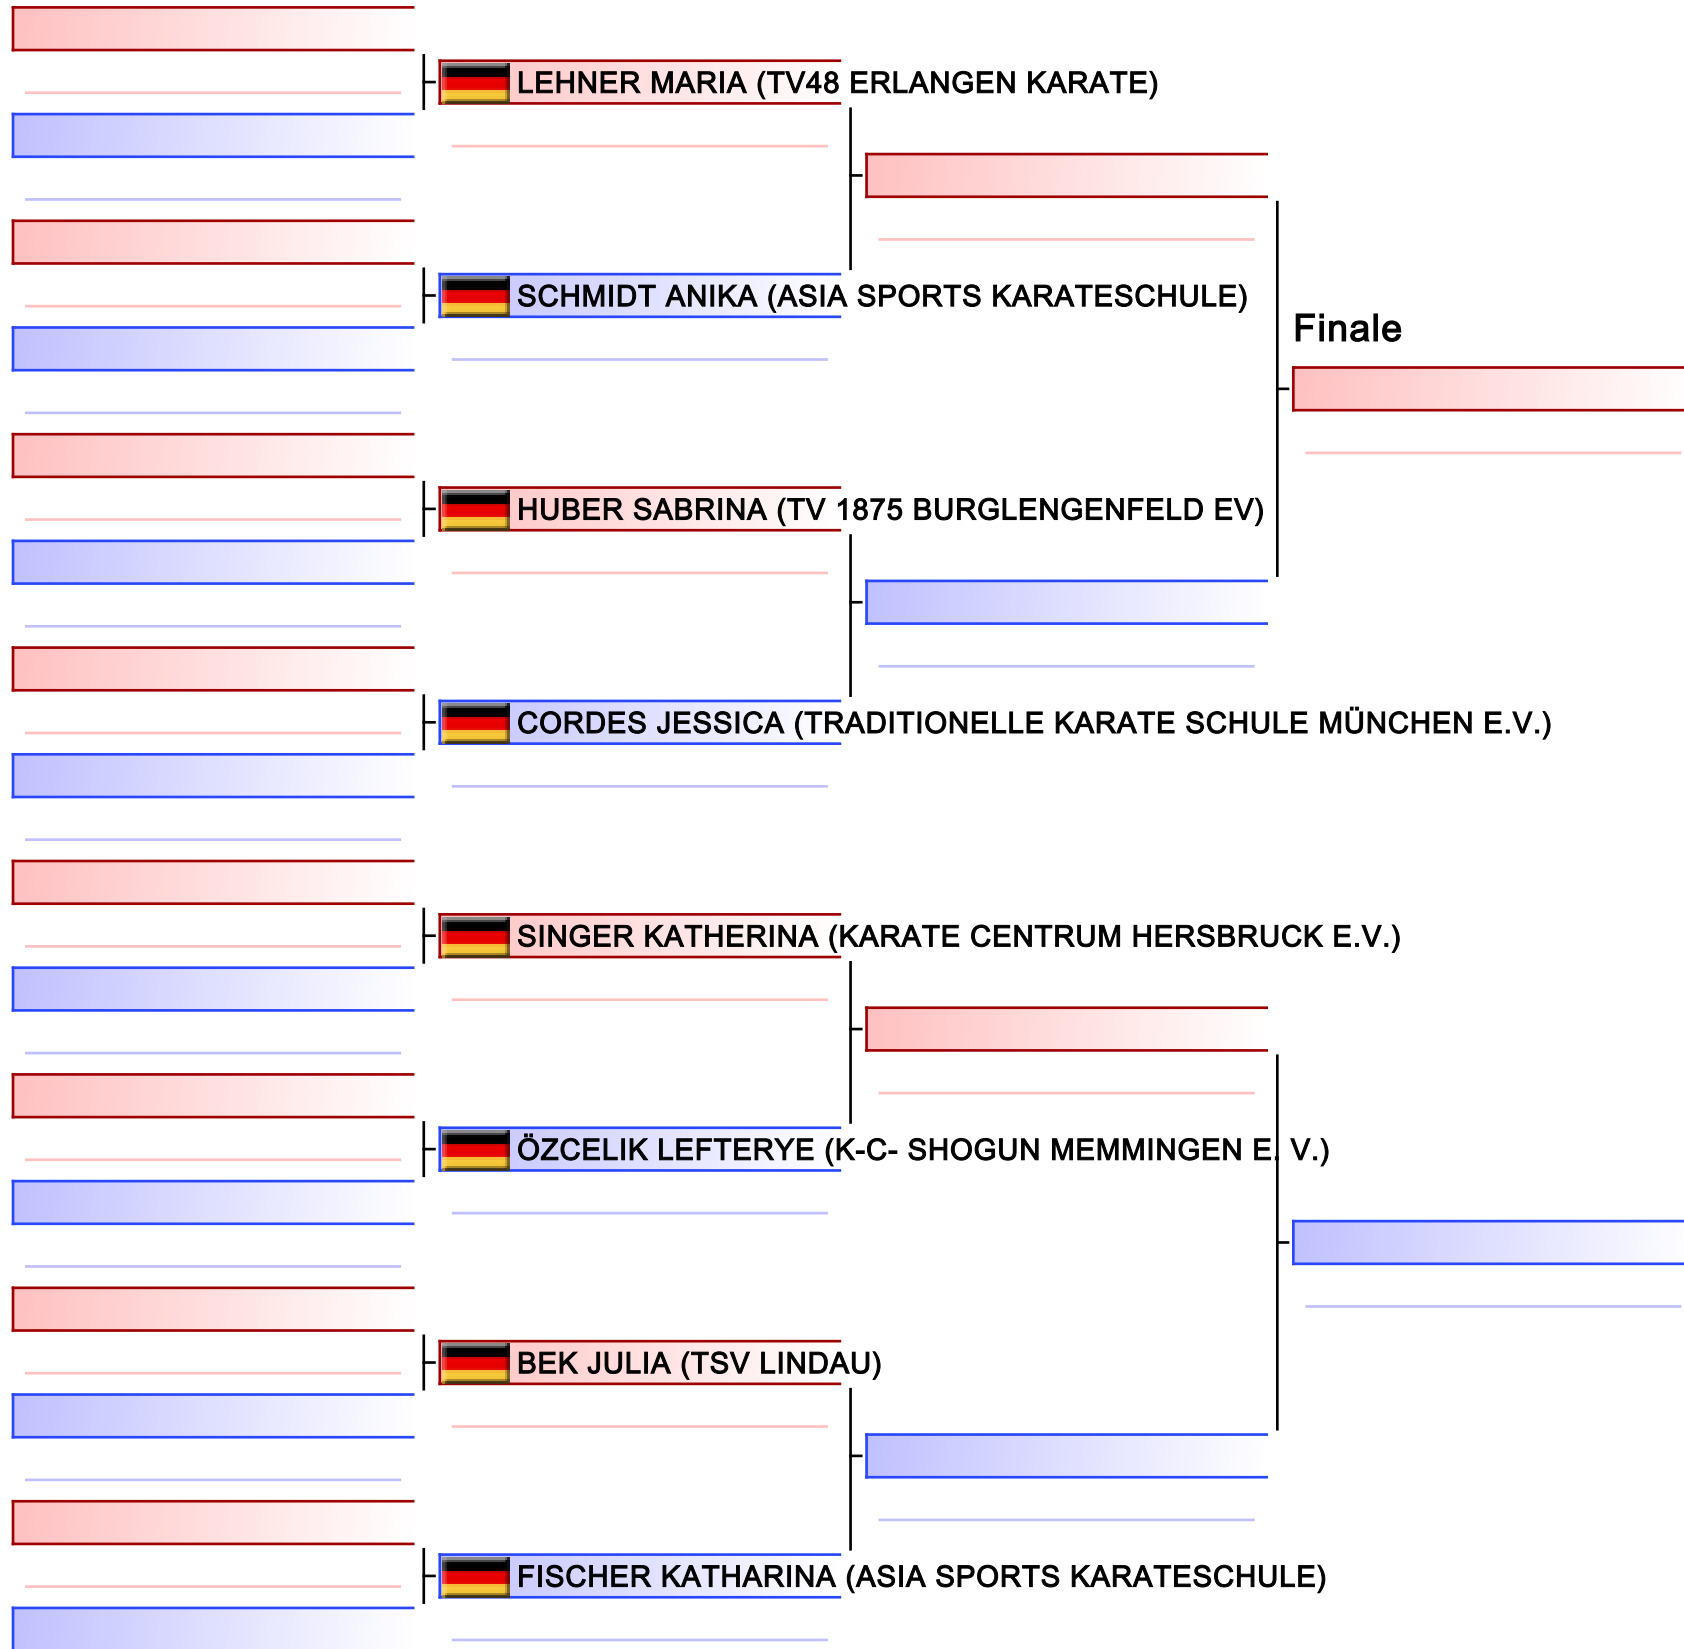 LEHNER MARIA (TV48 ERLANGEN KARATE)
SCHMIDT ANIKA (ASIA SPORTS KARATESCHULE)
Finale
HUBER SABRINA (TV 1875 BURGLENGENFELD EV)
CORDES JESSICA (TRADITIONELLE KARATE SCHULE MÜNCHEN E.V.)
SINGER KATHERINA (KARATE CENTRUM HERSBRUCK E.V.)
ÖZCELIK LEFTERYE (K-C- SHOGUN MEMMINGEN E. V.)
BEK JULIA (TSV LINDAU)
FISCHER KATHARINA (ASIA SPORTS KARATESCHULE)